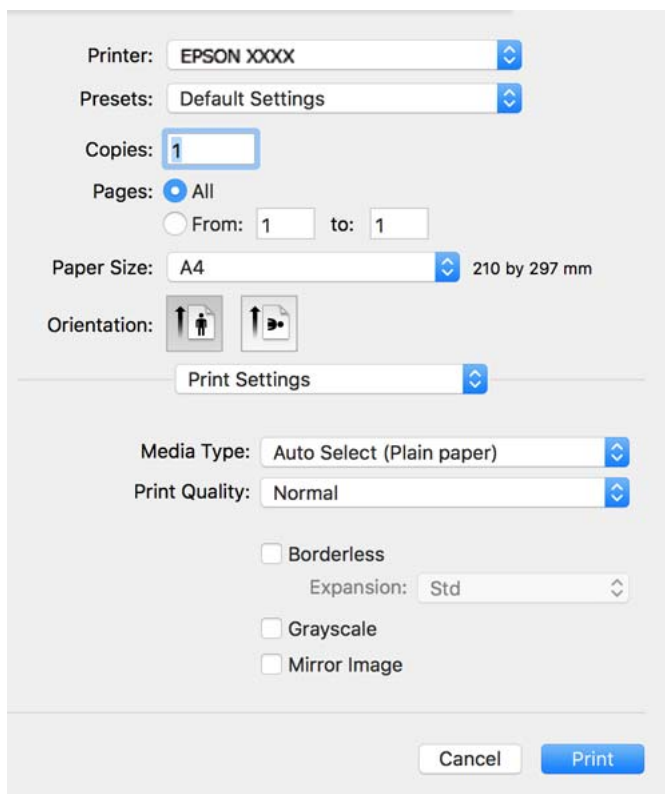 Printer: EPSON XXXX
Presets: Default Settings
Copies: 1
Pages: All
From: 1 to: 1
Paper Size: A4 210 by 297 mm
Orientation:
Print Settings
Media Type: Auto Select (Plain paper)
Print Quality: Normal
Borderless
Expansion: Std
Grayscale
Mirror Image
Cancel Print